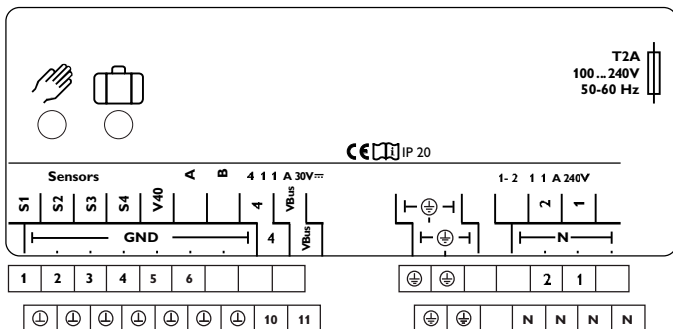 T2A
100 ... 240V
50-60 Hz
CE i IP 20
Sensors A B 4 1 1 A 30V⎓ 1- 2 1 1 A 240V
S1 S2 S3 S4 V40 4 VBus 2 1
GND 4 VBus N
1 2 3 4 5 6 2 1
10 11 N N N N